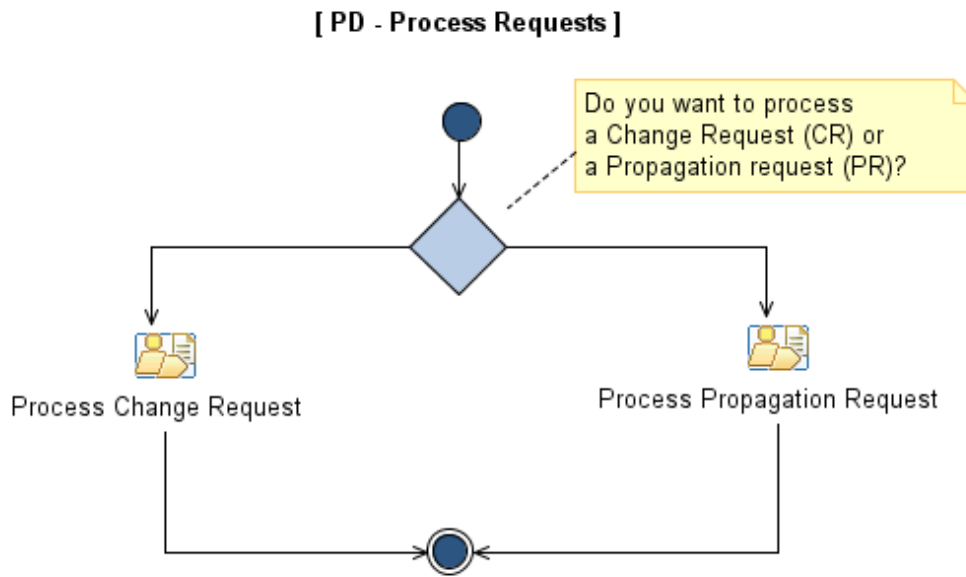 [ PD - Process Requests ]
Do you want to process
a Change Request (CR) or
a Propagation request (PR)?
Process Change Request
Process Propagation Request